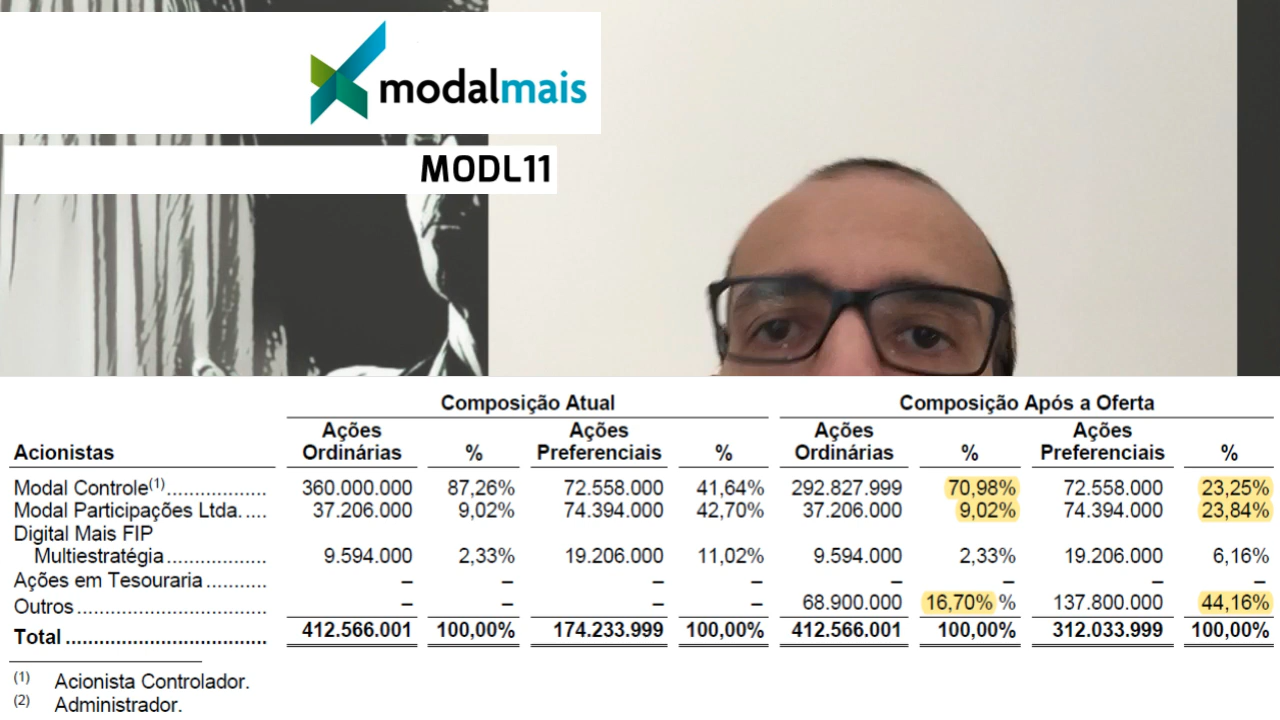 modalmais
MODL11
Composição Atual Composição Após a Oferta
Ações Ações Ações Ações
Acionistas Ordinárias % Preferenciais % Ordinárias % Preferenciais %
Modal Controle(1)................... 360.000.000 87,26% 72.558.000 41,64% 292.827.999 70,98% 72.558.000 23,25%
Modal Participações Ltda. .... 37.206.000 9,02% 74.394.000 42,70% 37.206.000 9,02% 74.394.000 23,84%
Digital Mais FIP
Multiestratégia................... 9.594.000 2,33% 19.206.000 11,02% 9.594.000 2,33% 19.206.000 6,16%
Ações em Tesouraria........... – – – – – – – –
Outros................................... – – – – 68.900.000 16,70% % 137.800.000 44,16%
Total .................................... 412.566.001 100,00% 174.233.999 100,00% 412.566.001 100,00% 312.033.999 100,00%
(1) Acionista Controlador.
(2) Administrador.